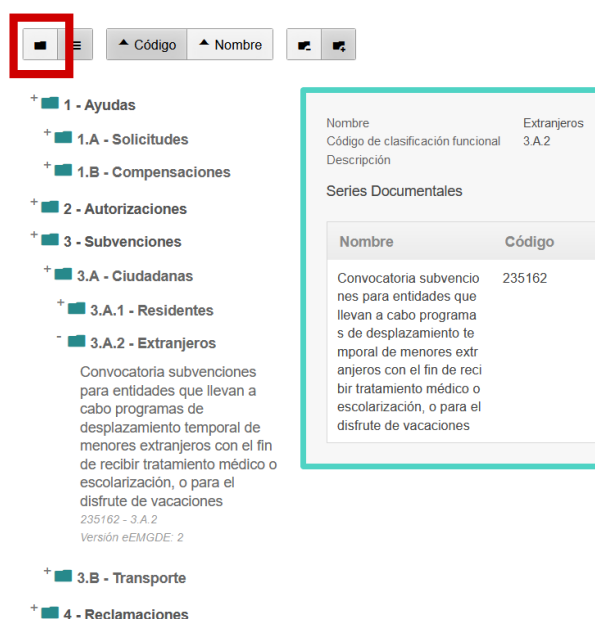 Código Nombre
+ 1 - Ayudas
+ 1.A - Solicitudes
+ 1.B - Compensaciones
+ 2 - Autorizaciones
+ 3 - Subvenciones
+ 3.A - Ciudadanas
+ 3.A.1 - Residentes
- 3.A.2 - Extranjeros
Convocatoria subvenciones
para entidades que llevan a
cabo programas de
desplazamiento temporal de
menores extranjeros con el fin
de recibir tratamiento médico o
escolarización, o para el
disfrute de vacaciones
235162 - 3.A.2
Versión eEMGDE: 2
+ 3.B - Transporte
+ 4 - Reclamaciones
Nombre Extranjeros
Código de clasificación funcional 3.A.2
Descripción
Series Documentales
Nombre Código
Convocatoria subvencio 235162
nes para entidades que
llevan a cabo programa
s de desplazamiento te
mporal de menores extr
anjeros con el fin de reci
bir tratamiento médico o
escolarización, o para el
disfrute de vacaciones